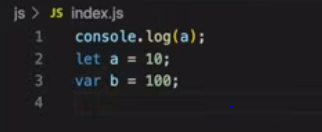 js > JS index.js
1 console.log(a);
2 let a = 10;
3 var b = 100;
4